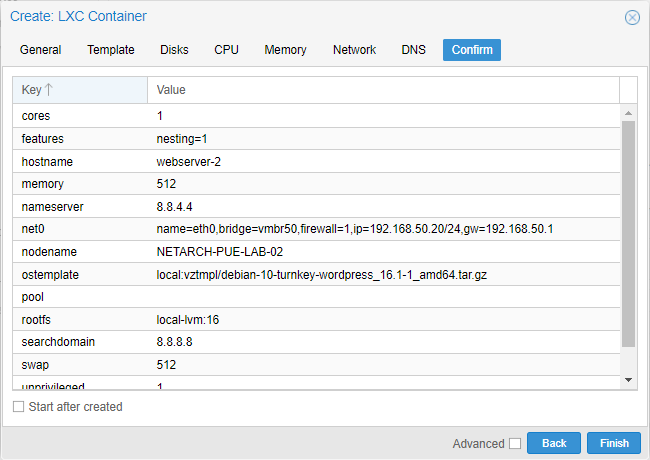 Create: LXC Container
General Template Disks CPU Memory Network DNS Confirm
Key Value
cores 1
features nesting=1
hostname webserver-2
memory 512
nameserver 8.8.4.4
net0 name=eth0,bridge=vmbr50,firewall=1,ip=192.168.50.20/24,gw=192.168.50.1
nodename NETARCH-PUE-LAB-02
ostemplate local:vztmpl/debian-10-turnkey-wordpress_16.1-1_amd64.tar.gz
pool
rootfs local-lvm:16
searchdomain 8.8.8.8
swap 512
unprivileged 1
Start after created
Advanced Back Finish